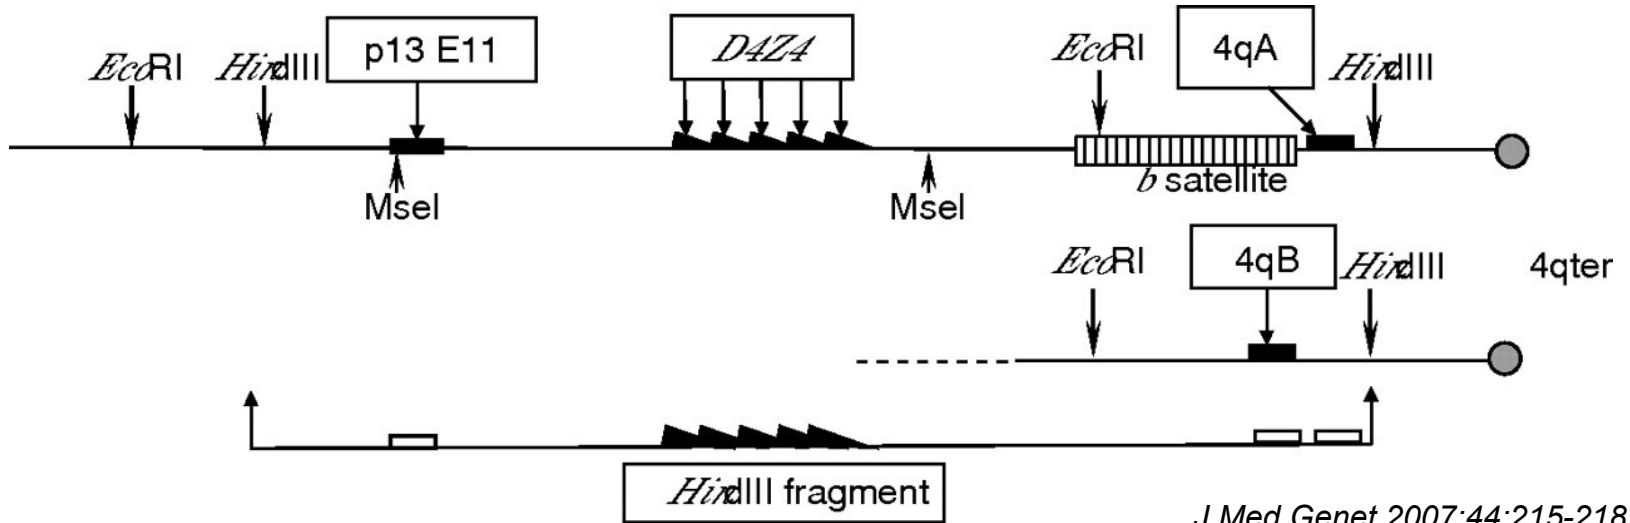 EcoRI
HindIII
p13 E11
D4Z4
EcoRI
4qA
HindIII
MseI
MseI
b satellite
EcoRI
4qB
HindIII
4qter
HindIII fragment
J Med Genet 2007;44:215-218